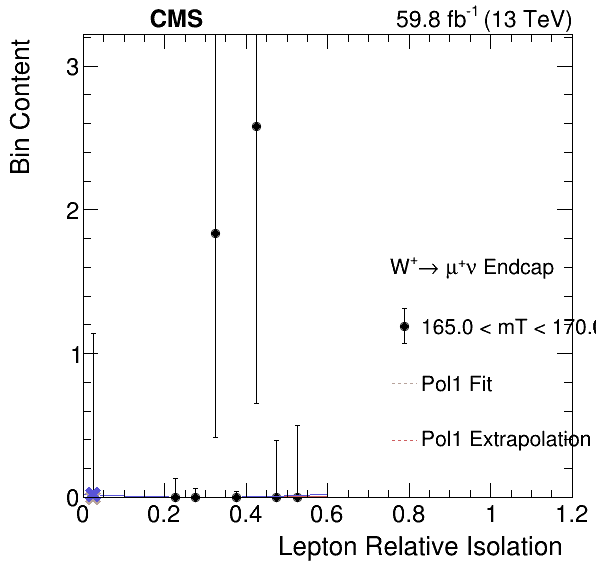 CMS
59.8 fb⁻¹ (13 TeV)
Bin Content
3
2
1
0
W⁺→ μ⁺ν Endcap
165.0 < mT < 170.0
Pol1 Fit
Pol1 Extrapolation
0 0.2 0.4 0.6 0.8 1 1.2
Lepton Relative Isolation